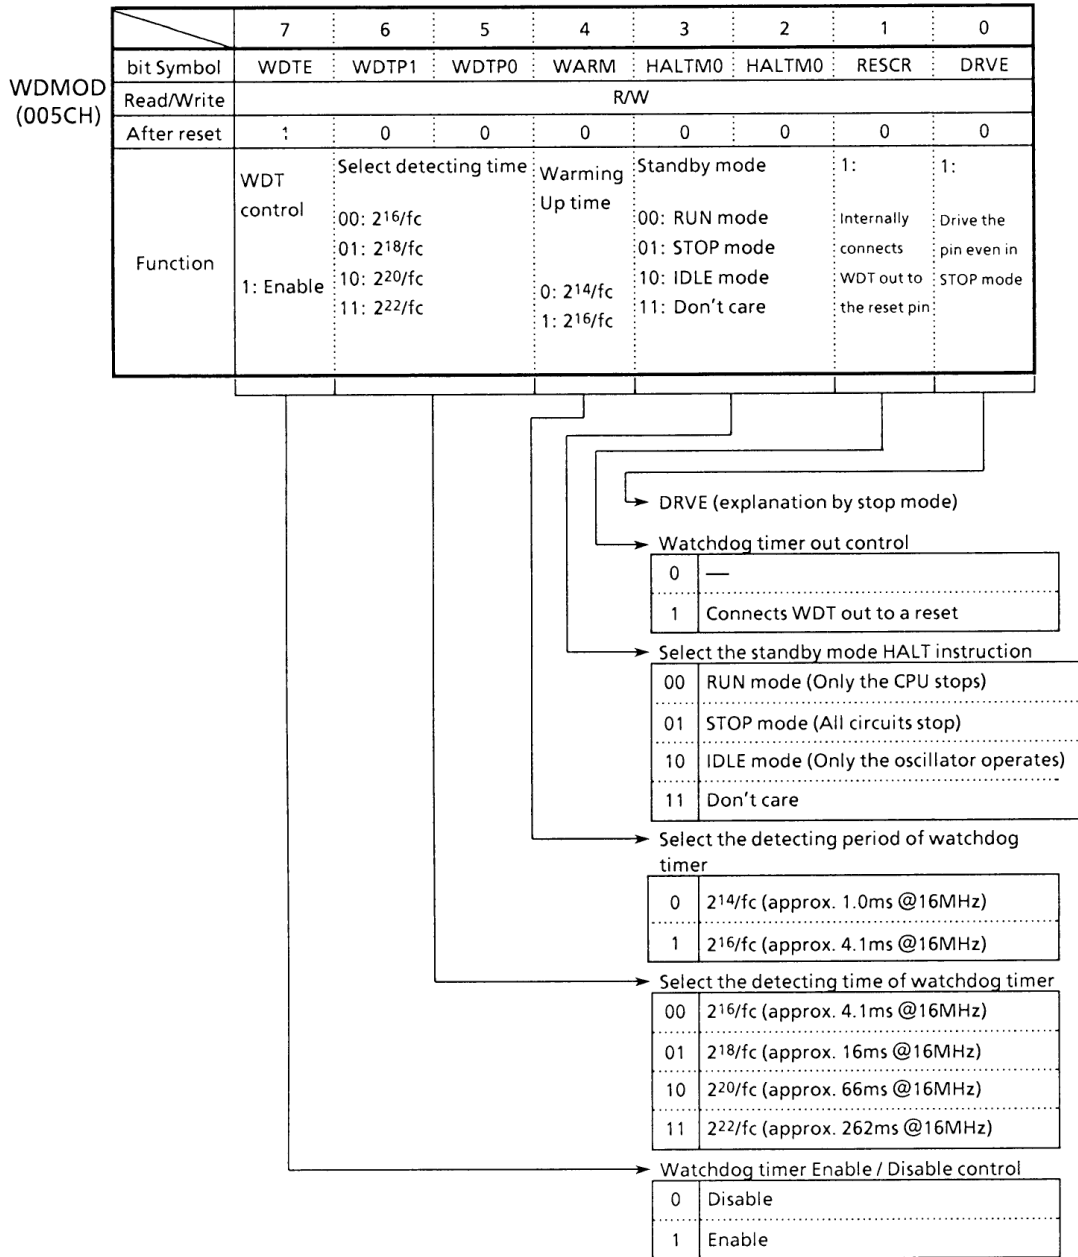 7 6 5 4 3 2 1 0
bit Symbol WDTE WDTP1 WDTP0 WARM HALTM0 HALTM0 RESCR DRVE
WDMOD
(005CH)
Read/Write R/W
After reset 1 0 0 0 0 0 0 0
Function
WDT
control
1: Enable
Select detecting time
00: 2¹⁶/fc
01: 2¹⁸/fc
10: 2²⁰/fc
11: 2²²/fc
Warming
Up time
0: 2¹⁴/fc
1: 2¹⁶/fc
Standby mode
00: RUN mode
01: STOP mode
10: IDLE mode
11: Don't care
1:
Internally
connects
WDT out to
the reset pin
1:
Drive the
pin even in
STOP mode
DRVE (explanation by stop mode)
Watchdog timer out control
0 —
1 Connects WDT out to a reset
Select the standby mode HALT instruction
00 RUN mode (Only the CPU stops)
01 STOP mode (All circuits stop)
10 IDLE mode (Only the oscillator operates)
11 Don't care
Select the detecting period of watchdog
timer
0 2¹⁴/fc (approx. 1.0ms @16MHz)
1 2¹⁶/fc (approx. 4.1ms @16MHz)
Select the detecting time of watchdog timer
00 2¹⁶/fc (approx. 4.1ms @16MHz)
01 2¹⁸/fc (approx. 16ms @16MHz)
10 2²⁰/fc (approx. 66ms @16MHz)
11 2²²/fc (approx. 262ms @16MHz)
Watchdog timer Enable / Disable control
0 Disable
1 Enable